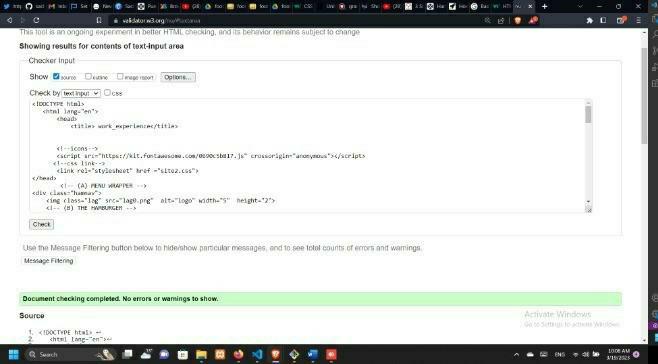 validator.w3.org/nu/#textarea
This tool is an ongoing experiment in better HTML checking, and its behavior remains subject to change
Showing results for contents of text-input area
Checker Input
Show source outline image report Options...
Check by text input css
<!DOCTYPE html>
<html lang="en">
<head>
<title> work_experience</title>
<!--icons-->
<script src="https://kit.fontawesome.com/0690c5b817.js" crossorigin="anonymous"></script>
<!--css link-->
<link rel="stylesheet" href ="site2.css">
</head>
<!-- (A) MENU WRAPPER -->
<div class="hamnav">
<img class="lag" src="lag0.png" alt="logo" width="5" height="2">
<!-- (B) THE HAMBURGER -->
Check
Use the Message Filtering button below to hide/show particular messages, and to see total counts of errors and warnings.
Message Filtering
Document checking completed. No errors or warnings to show.
Source
Activate Windows
Go to Settings to activate Windows.
1. <!DOCTYPE html>↩
2. <html lang="en">↩
Search
10:08 AM
3/19/2023